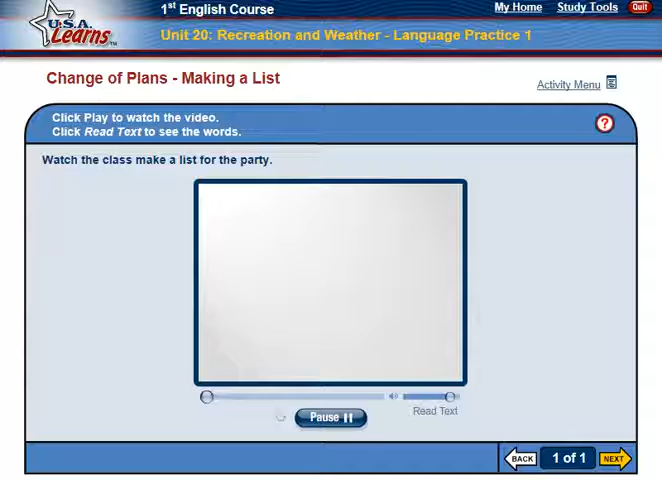 U.S.A. Learns™
1st English Course
My Home
Study Tools
Quit
Unit 20: Recreation and Weather - Language Practice 1
Change of Plans - Making a List
Activity Menu
Click Play to watch the video.
Click Read Text to see the words.
?
Watch the class make a list for the party.
Pause
Read Text
BACK
1 of 1
NEXT